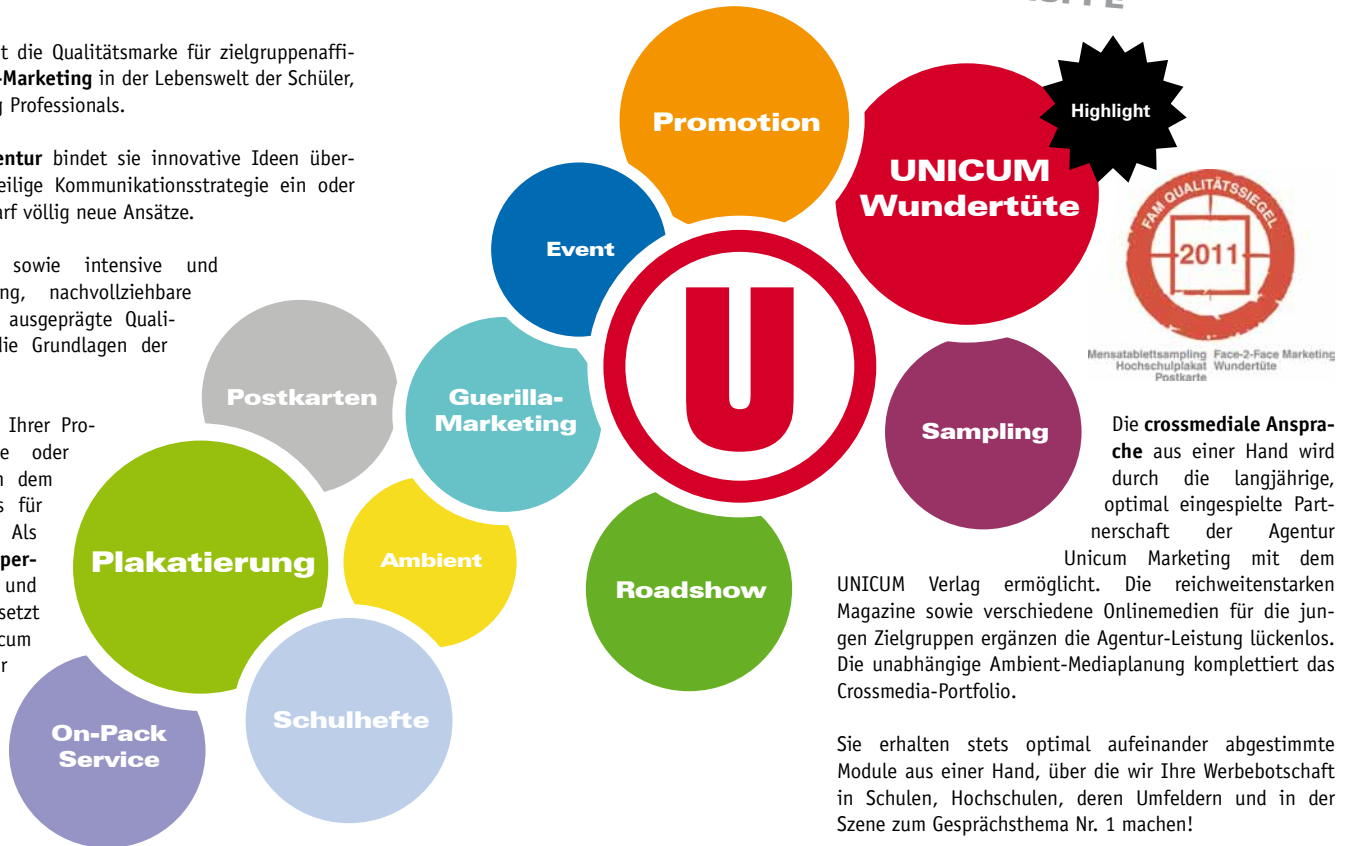 t die Qualitätsmarke für zielgruppenaffi-
-Marketing in der Lebenswelt der Schüler,
g Professionals.
entur bindet sie innovative Ideen über-
eilige Kommunikationsstrategie ein oder
arf völlig neue Ansätze.
sowie intensive und
ng, nachvollziehbare
ausgeprägte Quali-
die Grundlagen der
Ihrer Pro-
e oder
n dem
s für
Als
per-
und
setzt
cum
r
Promotion
Highlight
UNICUM
Wundertüte
Event
U
Postkarten
Guerilla-
Marketing
Sampling
Plakatierung
Ambient
Roadshow
On-Pack
Service
Schulhefte
FAM QUALITÄTSSIEGEL
2011
Mensatablettsampling Face-2-Face Marketing
Hochschulplakat Wundertüte
Postkarte
Die crossmediale Anspra-
che aus einer Hand wird
durch die langjährige,
optimal eingespielte Part-
nerschaft der Agentur
Unicum Marketing mit dem
UNICUM Verlag ermöglicht. Die reichweitenstarken
Magazine sowie verschiedene Onlinemedien für die jun-
gen Zielgruppen ergänzen die Agentur-Leistung lückenlos.
Die unabhängige Ambient-Mediaplanung komplettiert das
Crossmedia-Portfolio.
Sie erhalten stets optimal aufeinander abgestimmte
Module aus einer Hand, über die wir Ihre Werbebotschaft
in Schulen, Hochschulen, deren Umfeldern und in der
Szene zum Gesprächsthema Nr. 1 machen!